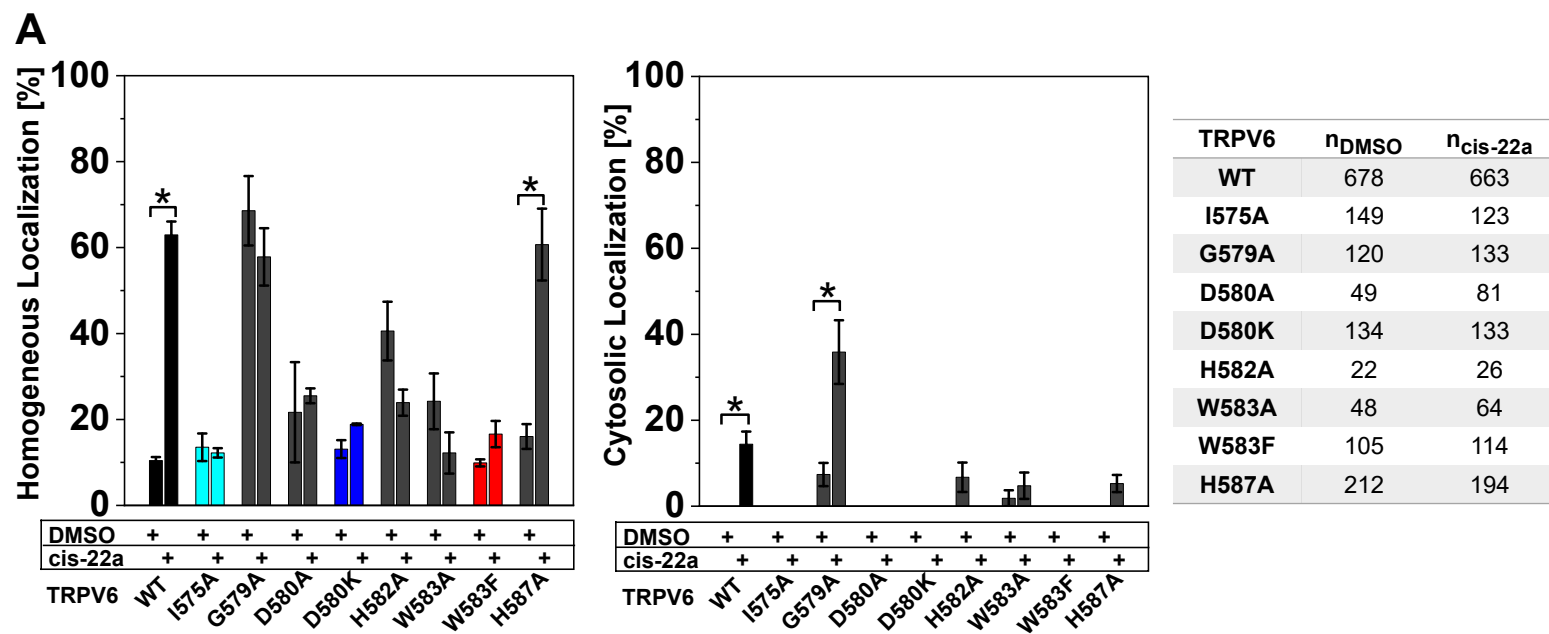 A
Homogeneous Localization [%]
100
80
60
40
20
0
* *
DMSO + + + + + + + + +
cis-22a + + + + + + + + +
TRPV6 WT I575A G579A D580A D580K H582A W583A W583F H587A
Cytosolic Localization [%]
100
80
60
40
20
0
* *
DMSO + + + + + + + + +
cis-22a + + + + + + + + +
TRPV6 WT I575A G579A D580A D580K H582A W583A W583F H587A
TRPV6 nDMSO ncis-22a
WT 678 663
I575A 149 123
G579A 120 133
D580A 49 81
D580K 134 133
H582A 22 26
W583A 48 64
W583F 105 114
H587A 212 194